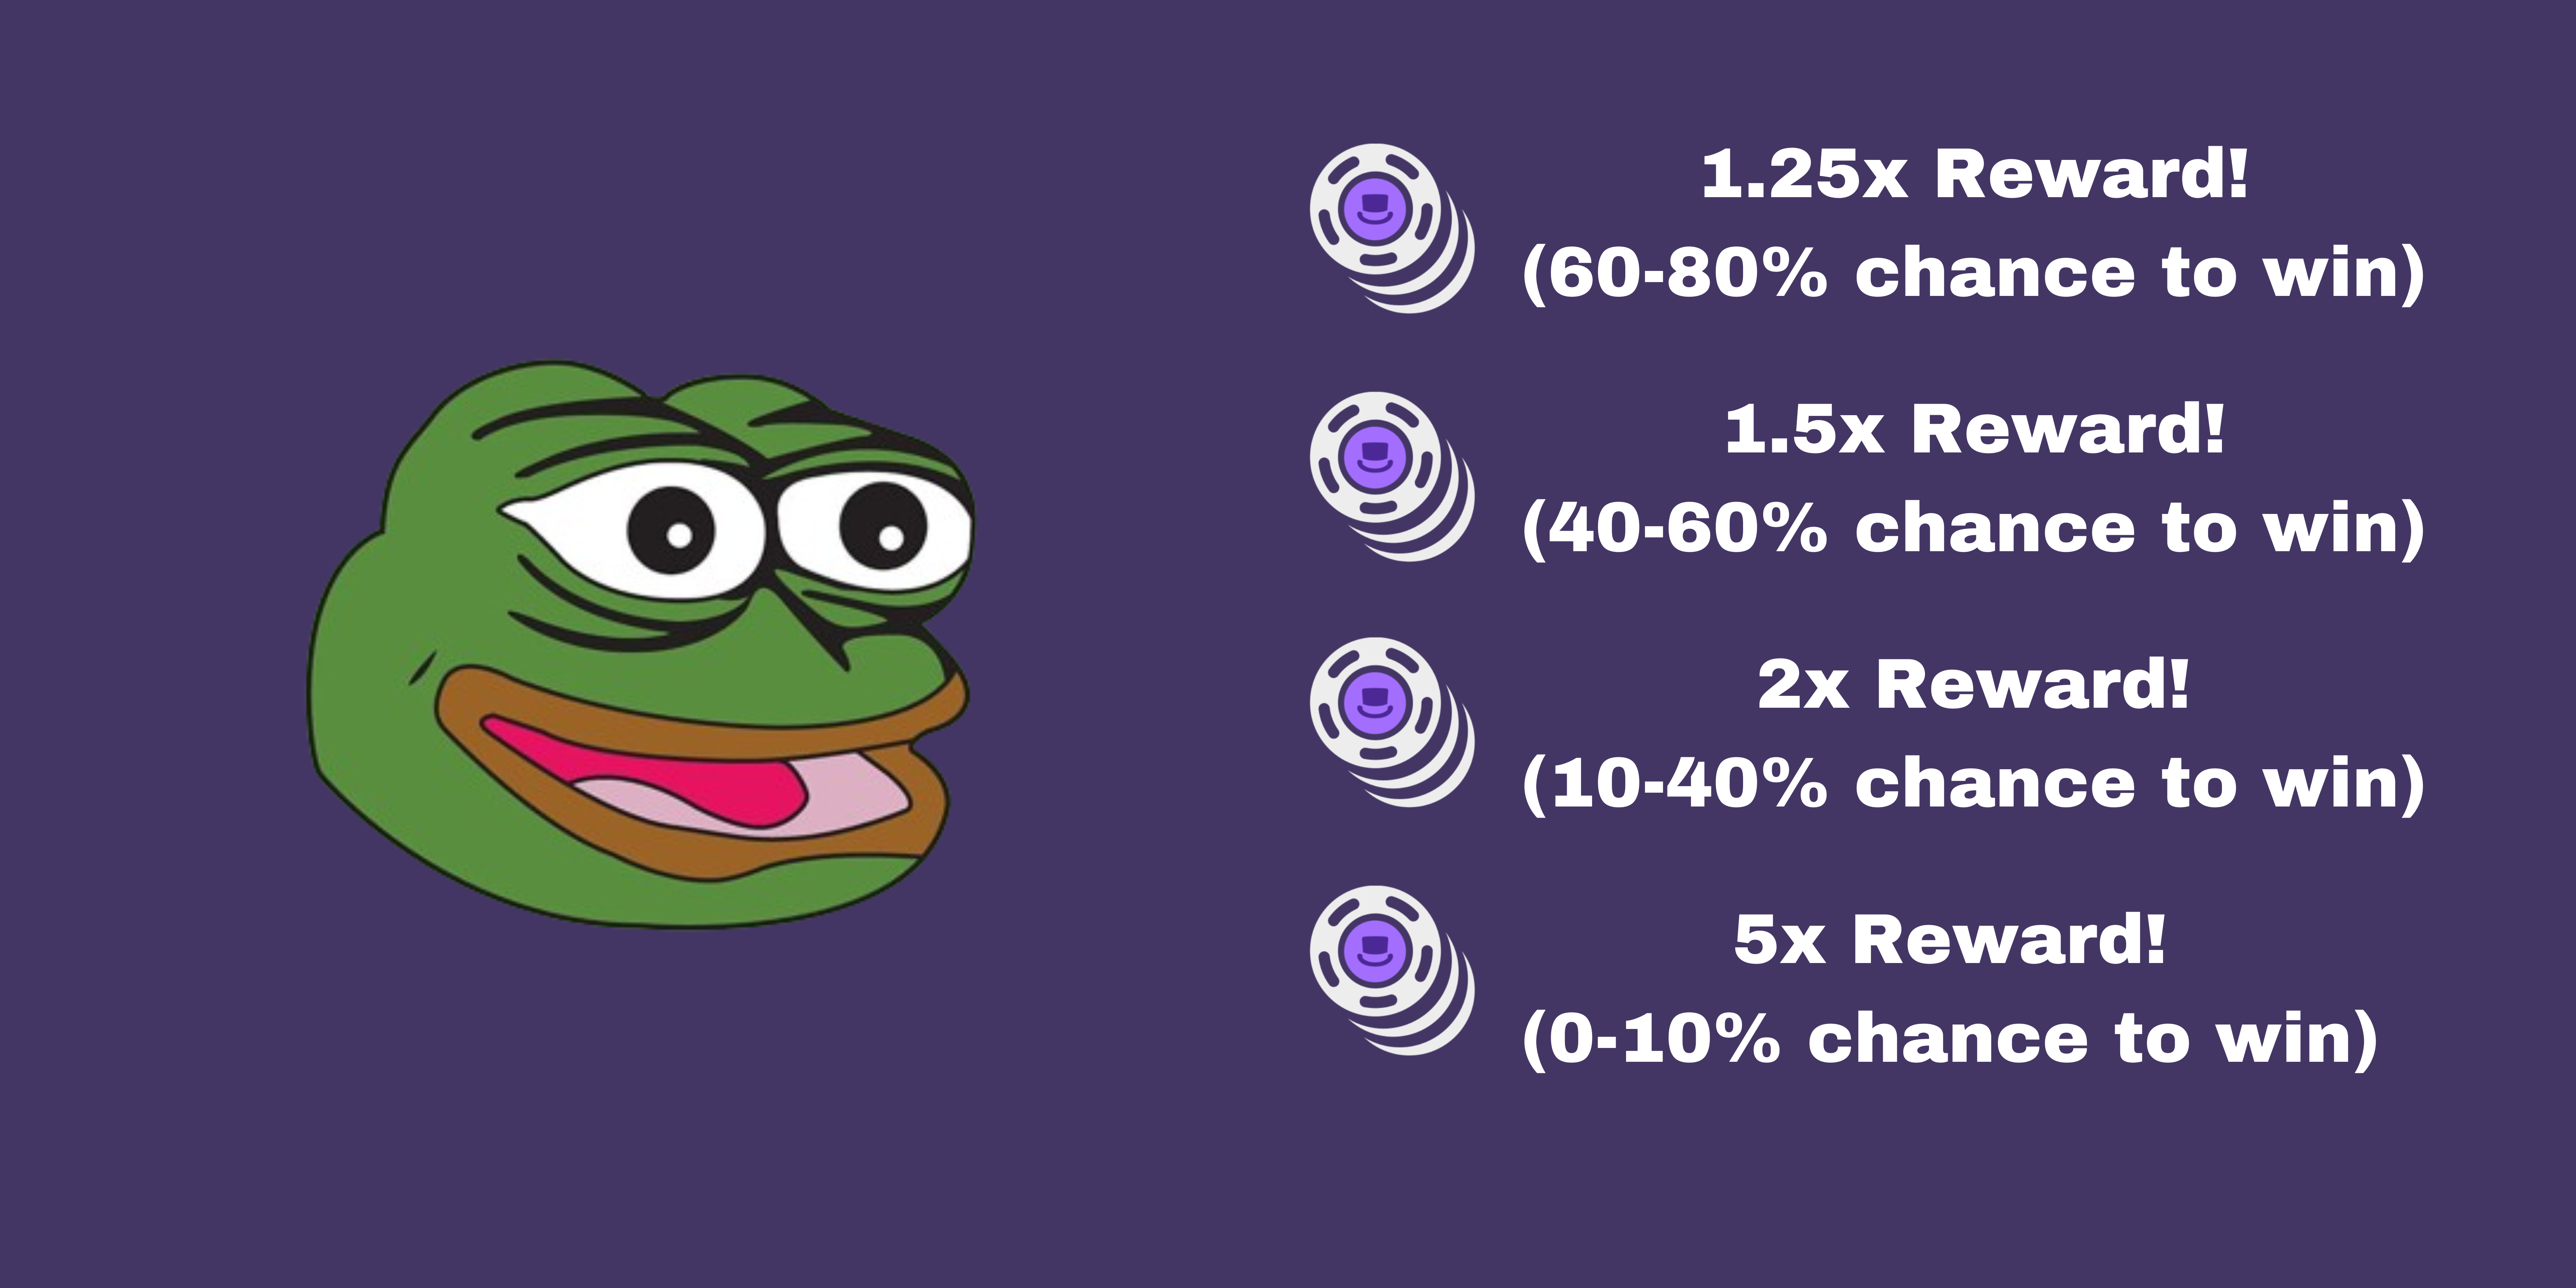 1.25x Reward!
(60-80% chance to win)
1.5x Reward!
(40-60% chance to win)
2x Reward!
(10-40% chance to win)
5x Reward!
(0-10% chance to win)